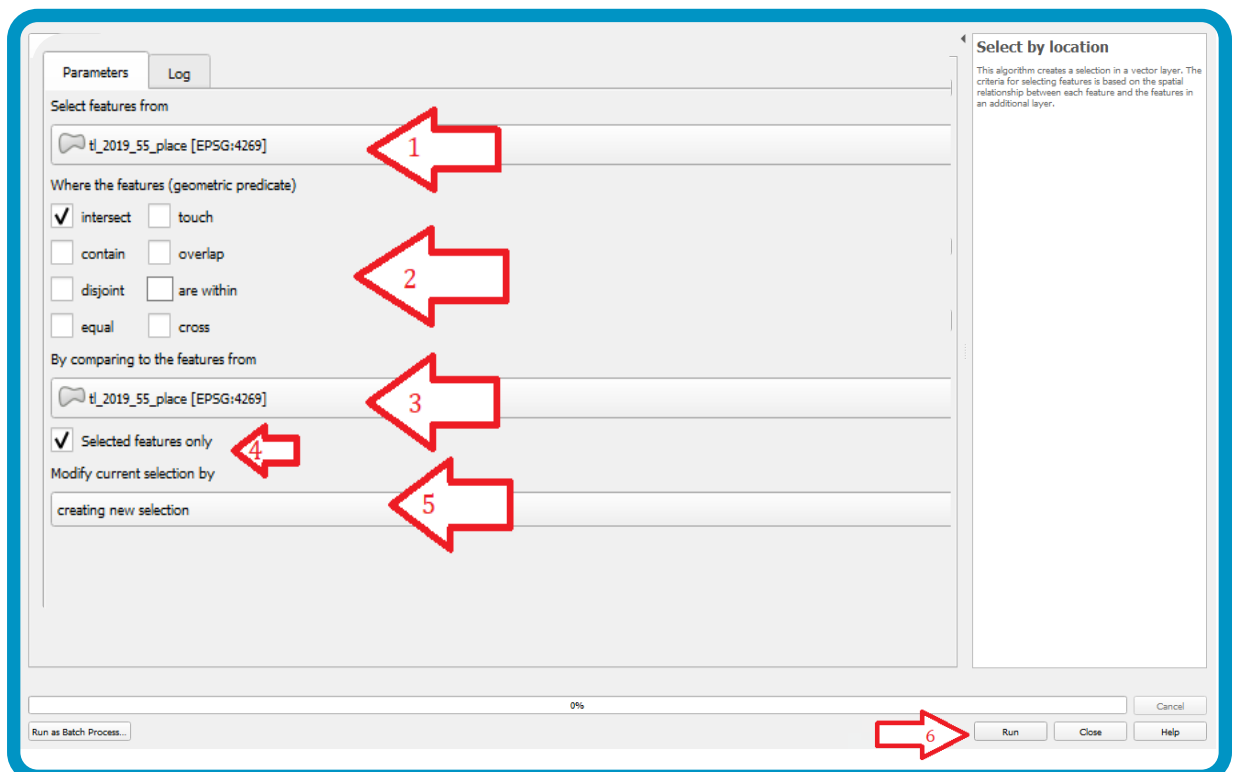 Parameters Log
Select features from
tl_2019_55_place [EPSG:4269]
1
Where the features (geometric predicate)
intersect touch
contain overlap
2
disjoint are within
equal cross
By comparing to the features from
tl_2019_55_place [EPSG:4269]
3
Selected features only
4
Modify current selection by
creating new selection
5
Select by location
This algorithm creates a selection in a vector layer. The
criteria for selecting features is based on the spatial
relationship between each feature and the features in
an additional layer.
0%
Cancel
Run as Batch Process...
6
Run Close Help